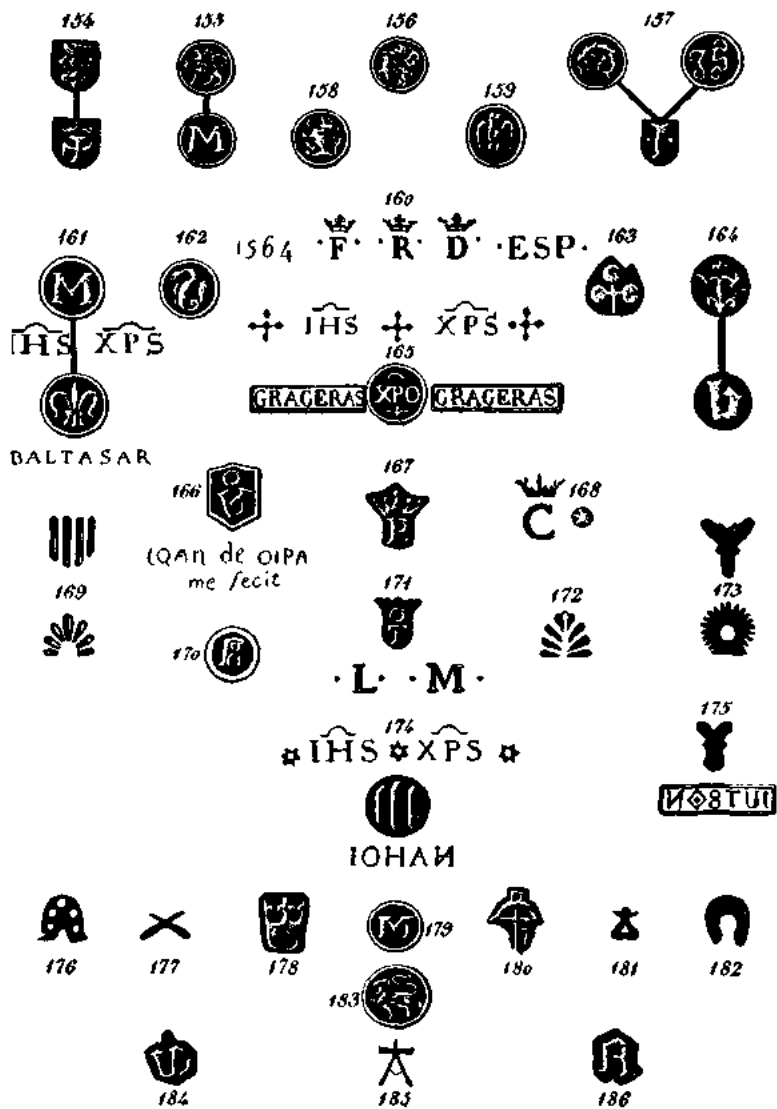 154 155 156 157
158 159
160
161 162 1564 ·F· ·R· D· ·ESP· 163 164
M
M
IHS XPS IHS XPS
165
GRAGERAS XPO GRAGERAS
BALTASAR
166 167 168
P C
IQAn de OIPA
me fecit
169 171 172 173
170
·L· ·M·
174 175
IHS XPS
IOHAN
M 179
176 177 178 180 181 182
183
184 185 186